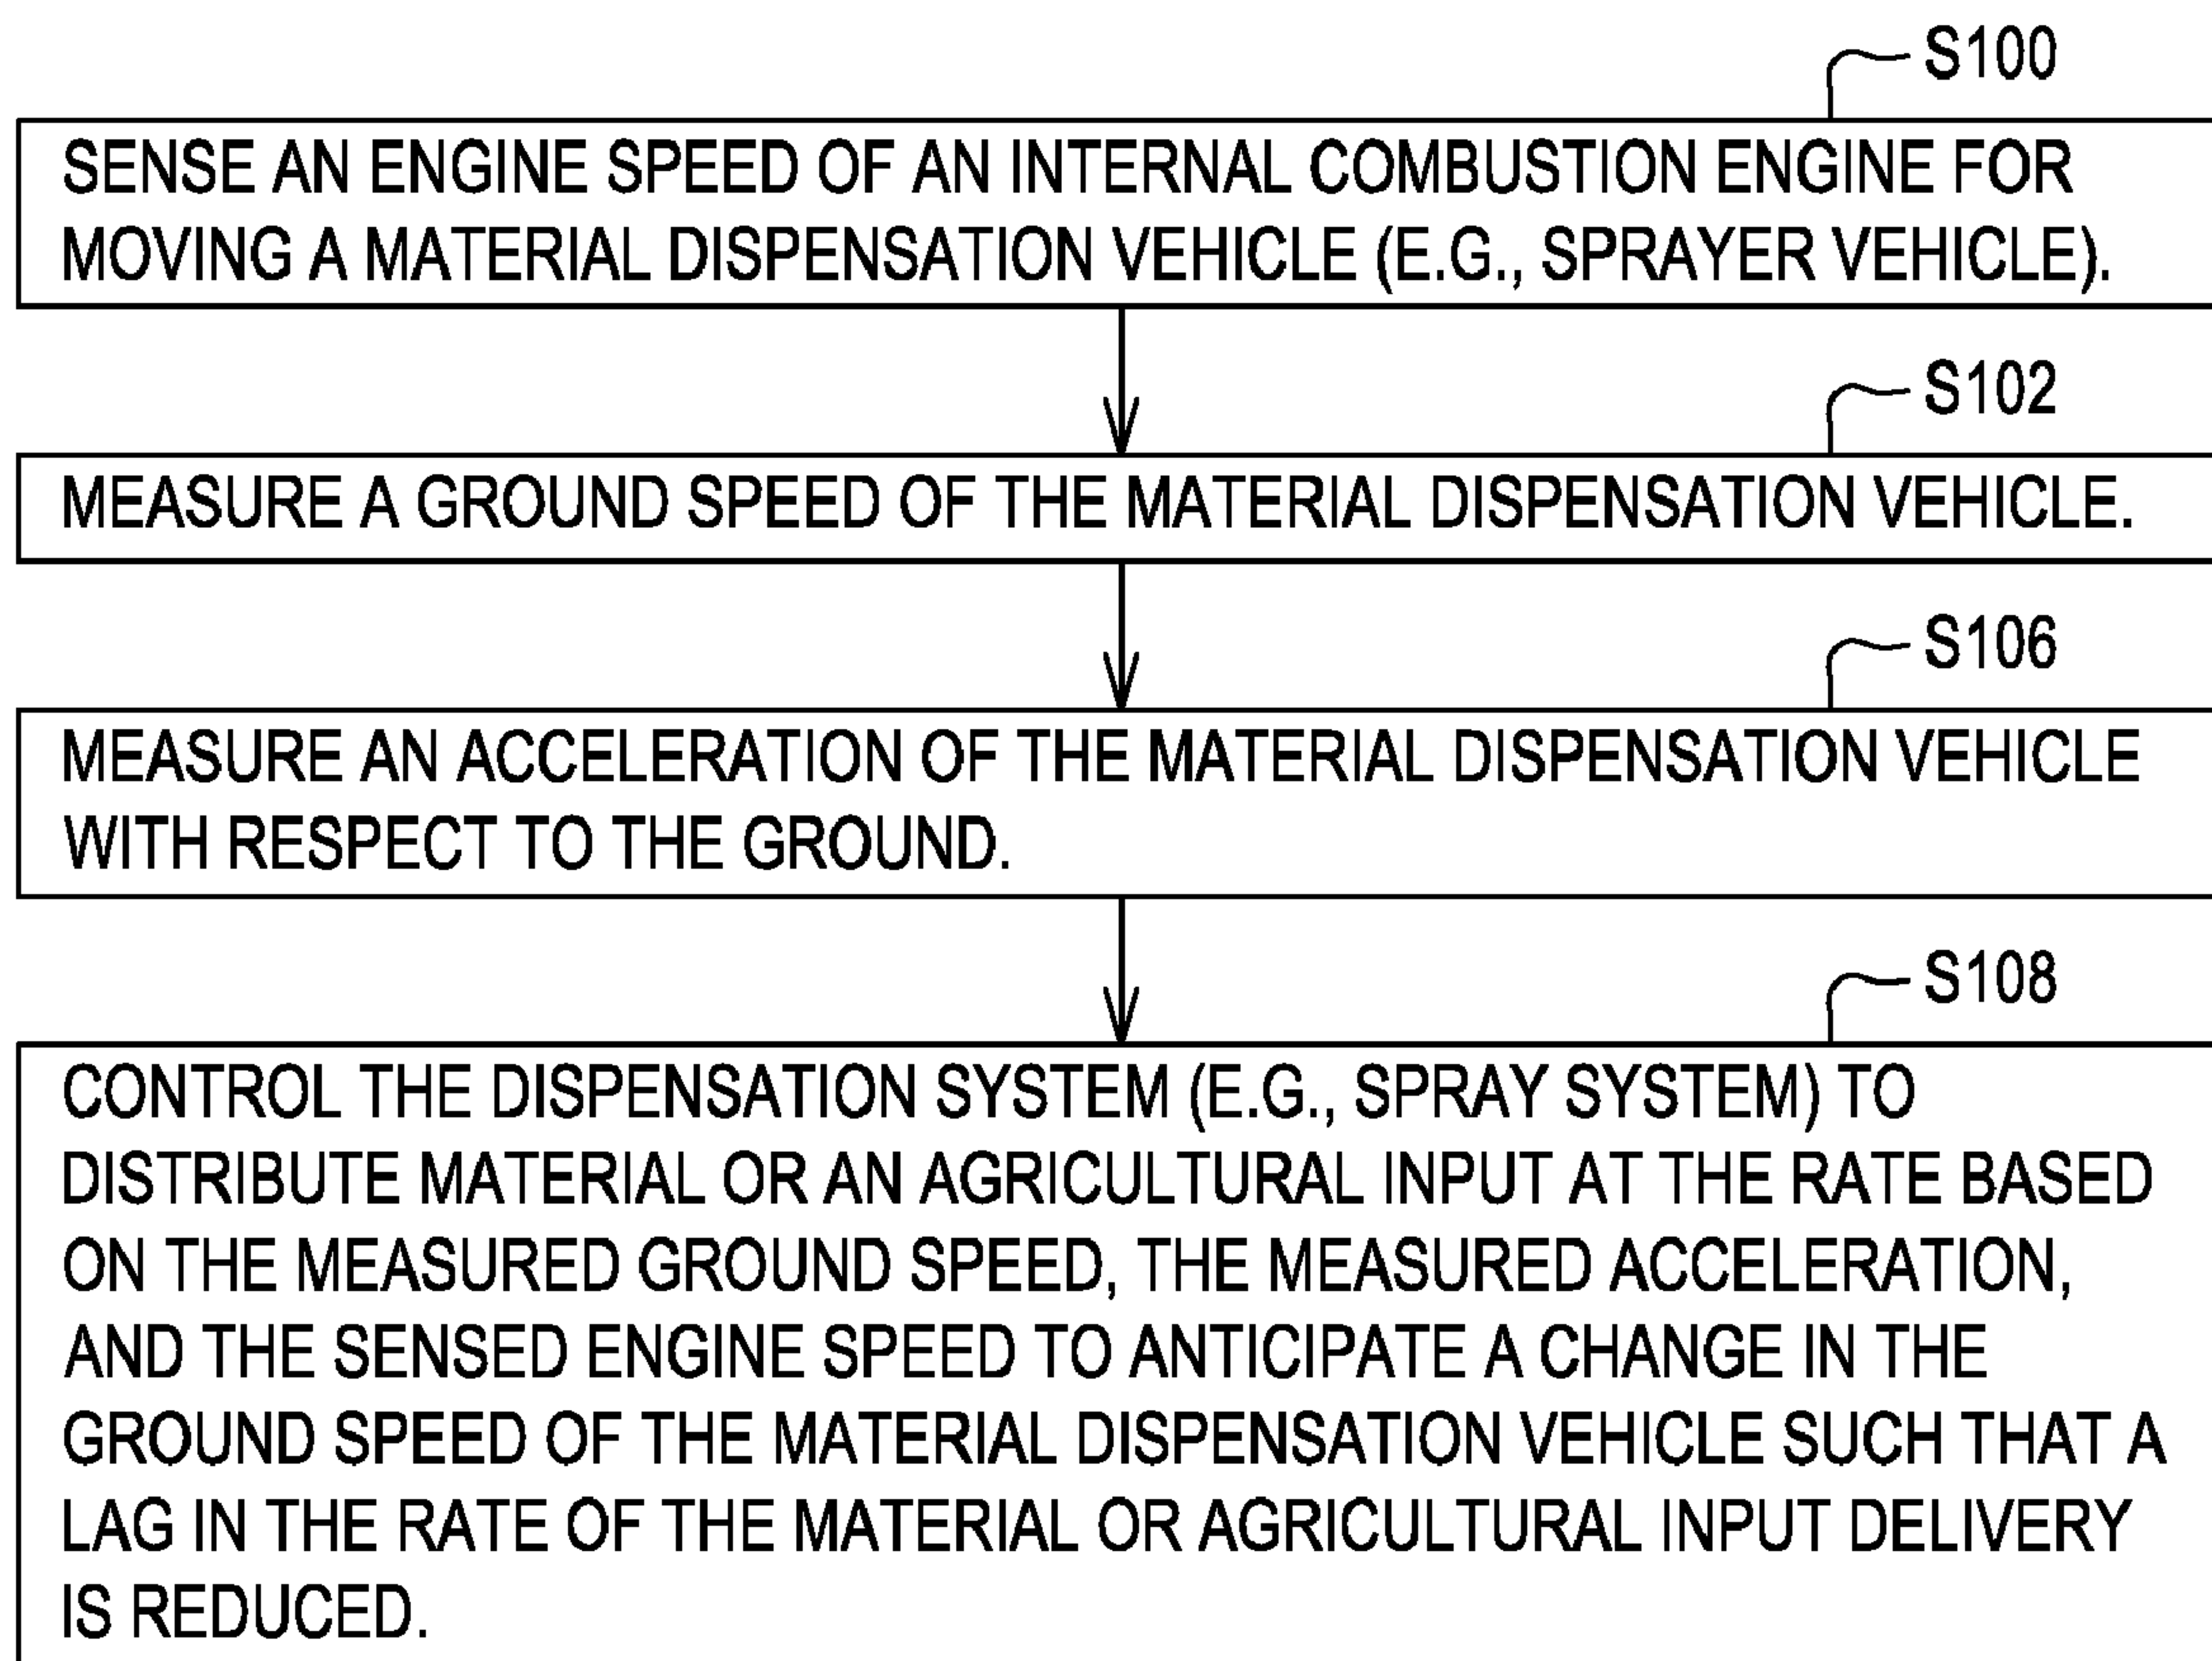 S100
SENSE AN ENGINE SPEED OF AN INTERNAL COMBUSTION ENGINE FOR
MOVING A MATERIAL DISPENSATION VEHICLE (E.G., SPRAYER VEHICLE).
S102
MEASURE A GROUND SPEED OF THE MATERIAL DISPENSATION VEHICLE.
S106
MEASURE AN ACCELERATION OF THE MATERIAL DISPENSATION VEHICLE
WITH RESPECT TO THE GROUND.
S108
CONTROL THE DISPENSATION SYSTEM (E.G., SPRAY SYSTEM) TO
DISTRIBUTE MATERIAL OR AN AGRICULTURAL INPUT AT THE RATE BASED
ON THE MEASURED GROUND SPEED, THE MEASURED ACCELERATION,
AND THE SENSED ENGINE SPEED TO ANTICIPATE A CHANGE IN THE
GROUND SPEED OF THE MATERIAL DISPENSATION VEHICLE SUCH THAT A
LAG IN THE RATE OF THE MATERIAL OR AGRICULTURAL INPUT DELIVERY
IS REDUCED.